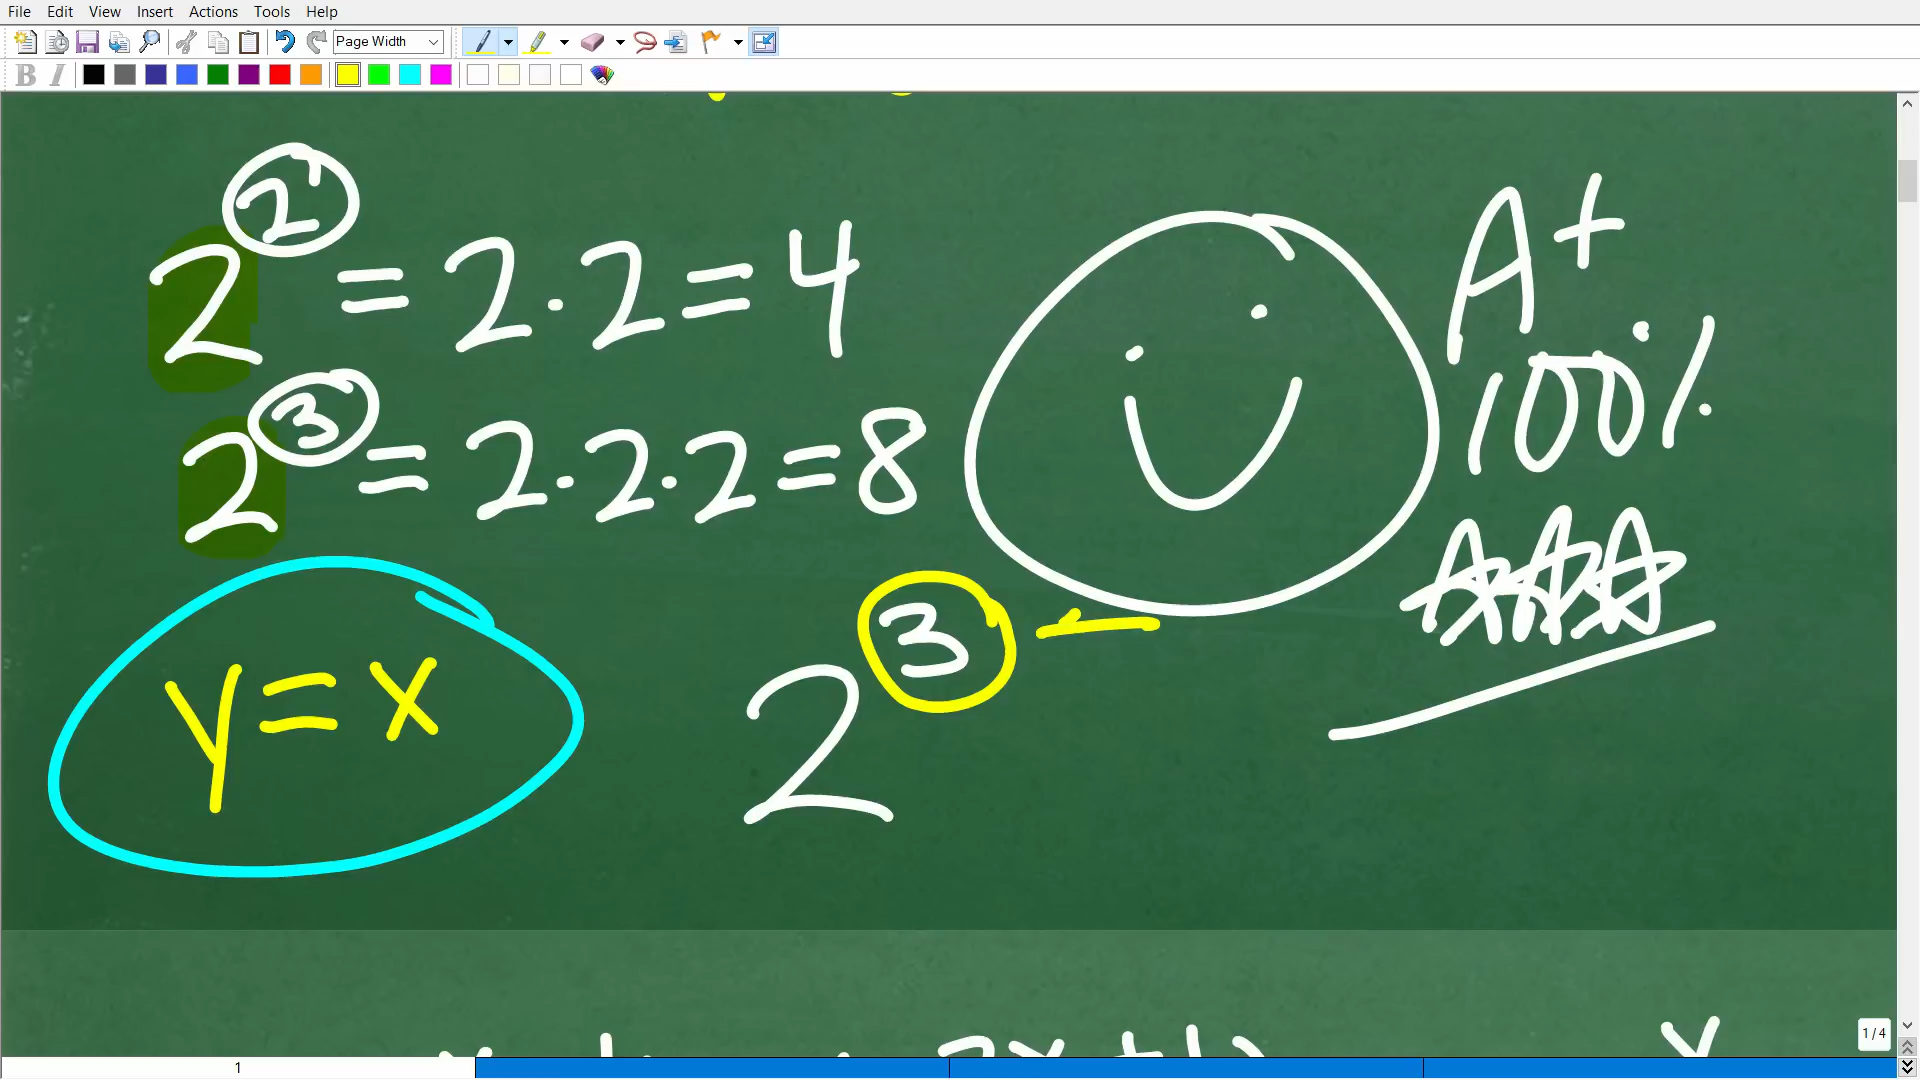 File Edit View Insert Actions Tools Help
Page Width
B I
2² = 2·2=4
2³ = 2·2·2=8
A+
100%
y=x
2³
1 / 4
1